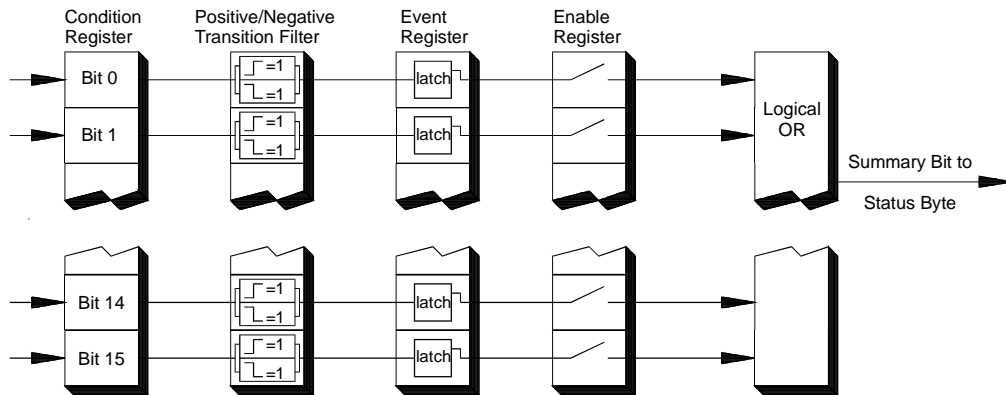 Condition
Register
Positive/Negative
Transition Filter
Event
Register
Enable
Register
Bit 0
=1
=1
latch
Bit 1
=1
=1
latch
Logical
OR
Summary Bit to
Status Byte
Bit 14
=1
=1
latch
Bit 15
=1
=1
latch